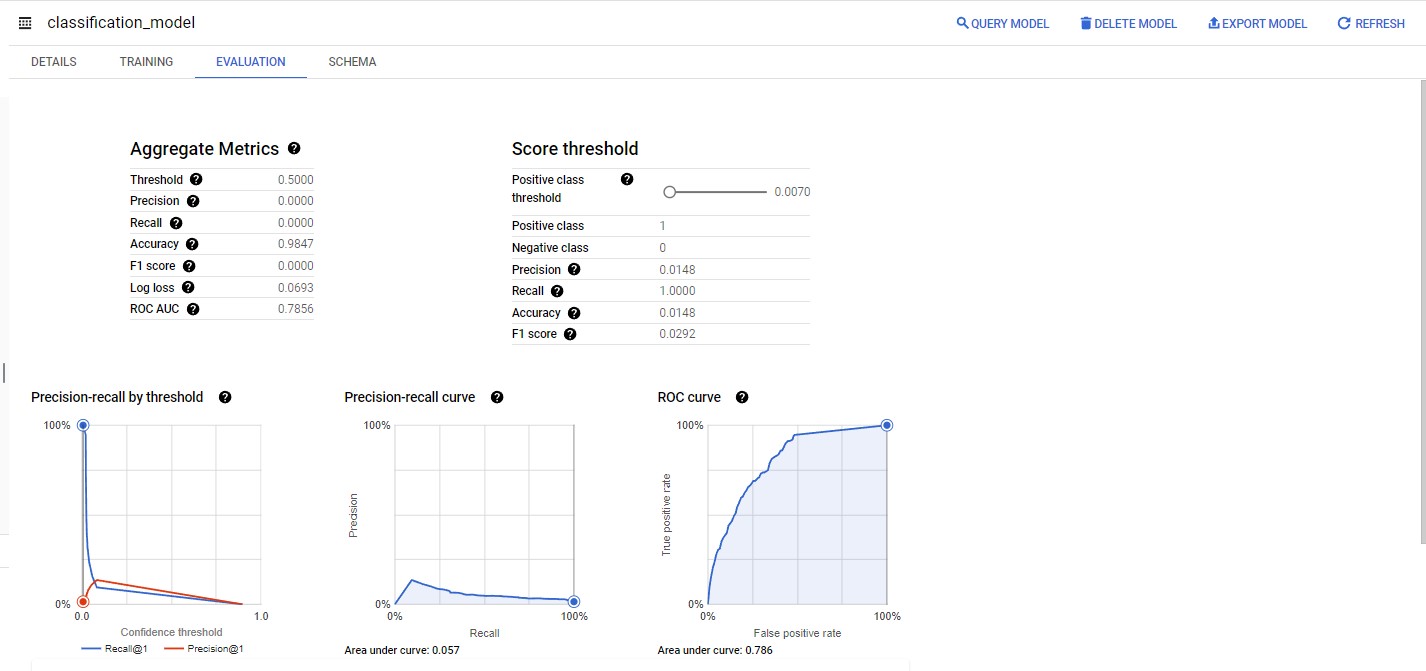 classification_model
QUERY MODEL
DELETE MODEL
EXPORT MODEL
REFRESH
DETAILS
TRAINING
EVALUATION
SCHEMA
Aggregate Metrics
Threshold 0.5000
Precision 0.0000
Recall 0.0000
Accuracy 0.9847
F1 score 0.0000
Log loss 0.0693
ROC AUC 0.7856
Score threshold
Positive class
threshold
0.0070
Positive class 1
Negative class 0
Precision 0.0148
Recall 1.0000
Accuracy 0.0148
F1 score 0.0292
Precision-recall by threshold
100%
0%
0.0
1.0
Confidence threshold
Recall@1
Precision@1
Precision-recall curve
100%
Precision
0%
0%
100%
Recall
Area under curve: 0.057
ROC curve
100%
True positive rate
0%
0%
100%
False positive rate
Area under curve: 0.786